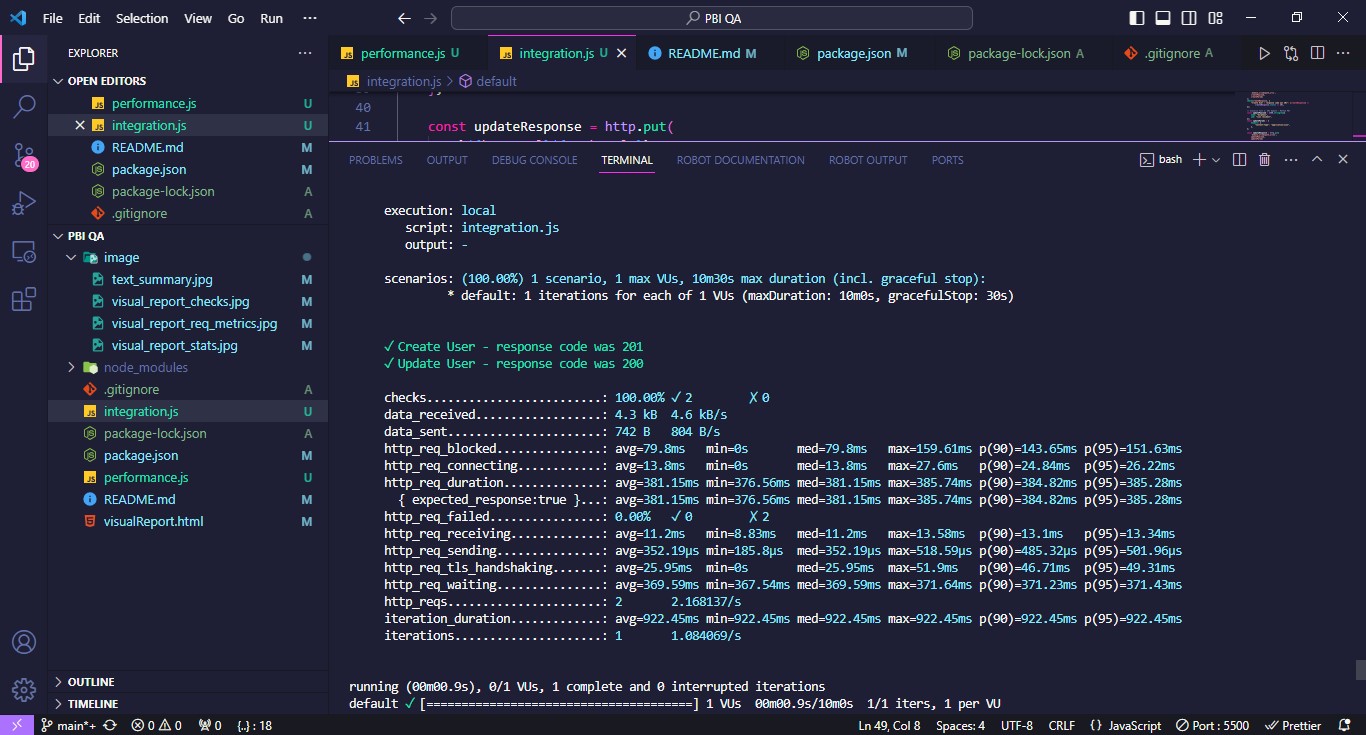 File Edit Selection View Go Run ··· PBI QA
EXPLORER ···
OPEN EDITORS
performance.js U
integration.js U
README.md M
package.json M
package-lock.json A
.gitignore A
PBI QA
image
text_summary.jpg M
visual_report_checks.jpg M
visual_report_req_metrics.jpg M
visual_report_stats.jpg M
node_modules
.gitignore A
integration.js U
package-lock.json A
package.json M
performance.js U
README.md M
visualReport.html M
OUTLINE
TIMELINE
20
performance.js U integration.js U README.md M package.json M package-lock.json A .gitignore A
integration.js > default
40
41 const updateResponse = http.put(
PROBLEMS OUTPUT DEBUG CONSOLE TERMINAL ROBOT DOCUMENTATION ROBOT OUTPUT PORTS bash
execution: local
script: integration.js
output: -
scenarios: (100.00%) 1 scenario, 1 max VUs, 10m30s max duration (incl. graceful stop):
* default: 1 iterations for each of 1 VUs (maxDuration: 10m0s, gracefulStop: 30s)
✓ Create User - response code was 201
✓ Update User - response code was 200
checks.........................: 100.00% ✓ 2 ✗ 0
data_received..................: 4.3 kB 4.6 kB/s
data_sent......................: 742 B 804 B/s
http_req_blocked...............: avg=79.8ms min=0s med=79.8ms max=159.61ms p(90)=143.65ms p(95)=151.63ms
http_req_connecting............: avg=13.8ms min=0s med=13.8ms max=27.6ms p(90)=24.84ms p(95)=26.22ms
http_req_duration..............: avg=381.15ms min=376.56ms med=381.15ms max=385.74ms p(90)=384.82ms p(95)=385.28ms
{ expected_response:true }...: avg=381.15ms min=376.56ms med=381.15ms max=385.74ms p(90)=384.82ms p(95)=385.28ms
http_req_failed................: 0.00% ✓ 0 ✗ 2
http_req_receiving.............: avg=11.2ms min=8.83ms med=11.2ms max=13.58ms p(90)=13.1ms p(95)=13.34ms
http_req_sending...............: avg=352.19µs min=185.8µs med=352.19µs max=518.59µs p(90)=485.32µs p(95)=501.96µs
http_req_tls_handshaking.......: avg=25.95ms min=0s med=25.95ms max=51.9ms p(90)=46.71ms p(95)=49.31ms
http_req_waiting...............: avg=369.59ms min=367.54ms med=369.59ms max=371.64ms p(90)=371.23ms p(95)=371.43ms
http_reqs......................: 2 2.168137/s
iteration_duration.............: avg=922.45ms min=922.45ms med=922.45ms max=922.45ms p(90)=922.45ms p(95)=922.45ms
iterations.....................: 1 1.084069/s
running (00m00.9s), 0/1 VUs, 1 complete and 0 interrupted iterations
default ✓ [======================================] 1 VUs 00m00.9s/10m0s 1/1 iters, 1 per VU
main*+ 0 0 0 {..} : 18 Ln 49, Col 8 Spaces: 4 UTF-8 CRLF {} JavaScript Port : 5500 Prettier